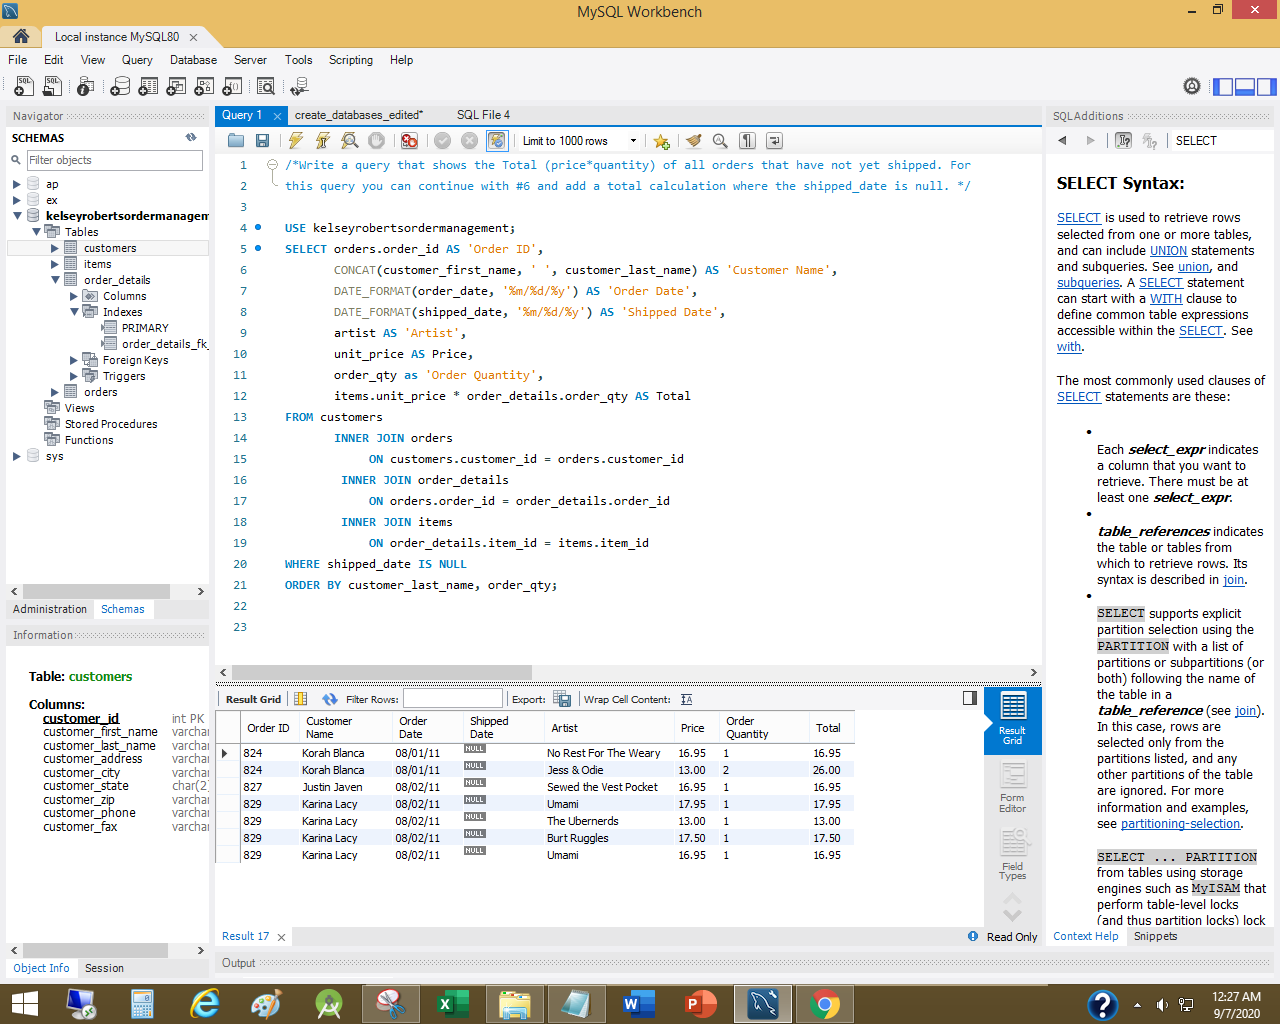 MySQL Workbench
Local instance MySQL80
File Edit View Query Database Server Tools Scripting Help
Navigator
SCHEMAS
Filter objects
ap
ex
kelseyrobertsordermanagem
Tables
customers
items
order_details
Columns
Indexes
PRIMARY
order_details_fk_
Foreign Keys
Triggers
orders
Views
Stored Procedures
Functions
sys
Administration Schemas
Information
Table: customers
Columns:
customer_id int PK
customer_first_name varchar
customer_last_name varchar
customer_address varchar
customer_city varchar
customer_state char(2)
customer_zip varchar
customer_phone varchar
customer_fax varchar
Object Info Session
Query 1 create_databases_edited* SQL File 4
Limit to 1000 rows
1 /*Write a query that shows the Total (price*quantity) of all orders that have not yet shipped. For
2 this query you can continue with #6 and add a total calculation where the shipped_date is null. */
3
4 USE kelseyrobertsordermanagement;
5 SELECT orders.order_id AS 'Order ID',
6 CONCAT(customer_first_name, ' ', customer_last_name) AS 'Customer Name',
7 DATE_FORMAT(order_date, '%m/%d/%y') AS 'Order Date',
8 DATE_FORMAT(shipped_date, '%m/%d/%y') AS 'Shipped Date',
9 artist AS 'Artist',
10 unit_price AS Price,
11 order_qty as 'Order Quantity',
12 items.unit_price * order_details.order_qty AS Total
13 FROM customers
14 INNER JOIN orders
15 ON customers.customer_id = orders.customer_id
16 INNER JOIN order_details
17 ON orders.order_id = order_details.order_id
18 INNER JOIN items
19 ON order_details.item_id = items.item_id
20 WHERE shipped_date IS NULL
21 ORDER BY customer_last_name, order_qty;
22
23
Result Grid Filter Rows: Export: Wrap Cell Content: IA
Order ID Customer Name Order Date Shipped Date Artist Price Order Quantity Total
824 Korah Blanca 08/01/11 NULL No Rest For The Weary 16.95 1 16.95
824 Korah Blanca 08/01/11 NULL Jess & Odie 13.00 2 26.00
827 Justin Javen 08/02/11 NULL Sewed the Vest Pocket 16.95 1 16.95
829 Karina Lacy 08/02/11 NULL Umami 17.95 1 17.95
829 Karina Lacy 08/02/11 NULL The Ubernerds 13.00 1 13.00
829 Karina Lacy 08/02/11 NULL Burt Ruggles 17.50 1 17.50
829 Karina Lacy 08/02/11 NULL Umami 16.95 1 16.95
Result Grid
Form Editor
Field Types
Result 17 Read Only
Output
SQLAdditions
SELECT
SELECT Syntax:
SELECT is used to retrieve rows
selected from one or more tables,
and can include UNION statements
and subqueries. See union, and
subqueries. A SELECT statement
can start with a WITH clause to
define common table expressions
accessible within the SELECT. See
with.
The most commonly used clauses of
SELECT statements are these:
Each select_expr indicates
a column that you want to
retrieve. There must be at
least one select_expr.
table_references indicates
the table or tables from
which to retrieve rows. Its
syntax is described in join.
SELECT supports explicit
partition selection using the
PARTITION with a list of
partitions or subpartitions (or
both) following the name of
the table in a
table_reference (see join).
In this case, rows are
selected only from the
partitions listed, and any
other partitions of the table
are ignored. For more
information and examples,
see partitioning-selection.
SELECT ... PARTITION
from tables using storage
engines such as MyISAM that
perform table-level locks
(and thus partition locks) lock
Context Help Snippets
12:27 AM
9/7/2020